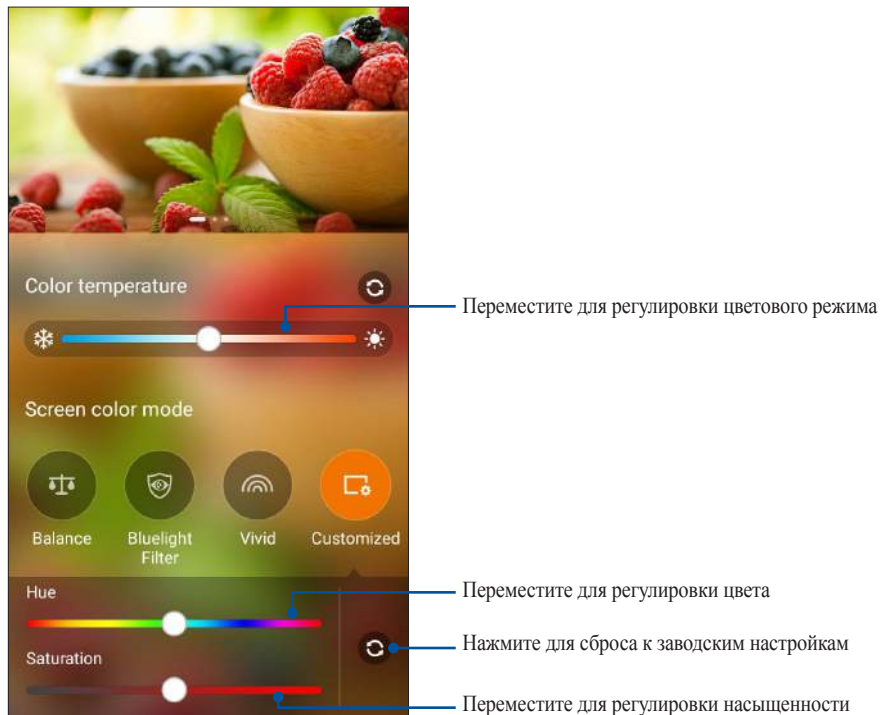 Color temperature
Переместите для регулировки цветового режима
Screen color mode
Balance
Bluelight
Filter
Vivid
Customized
Hue
Переместите для регулировки цвета
Нажмите для сброса к заводским настройкам
Saturation
Переместите для регулировки насыщенности